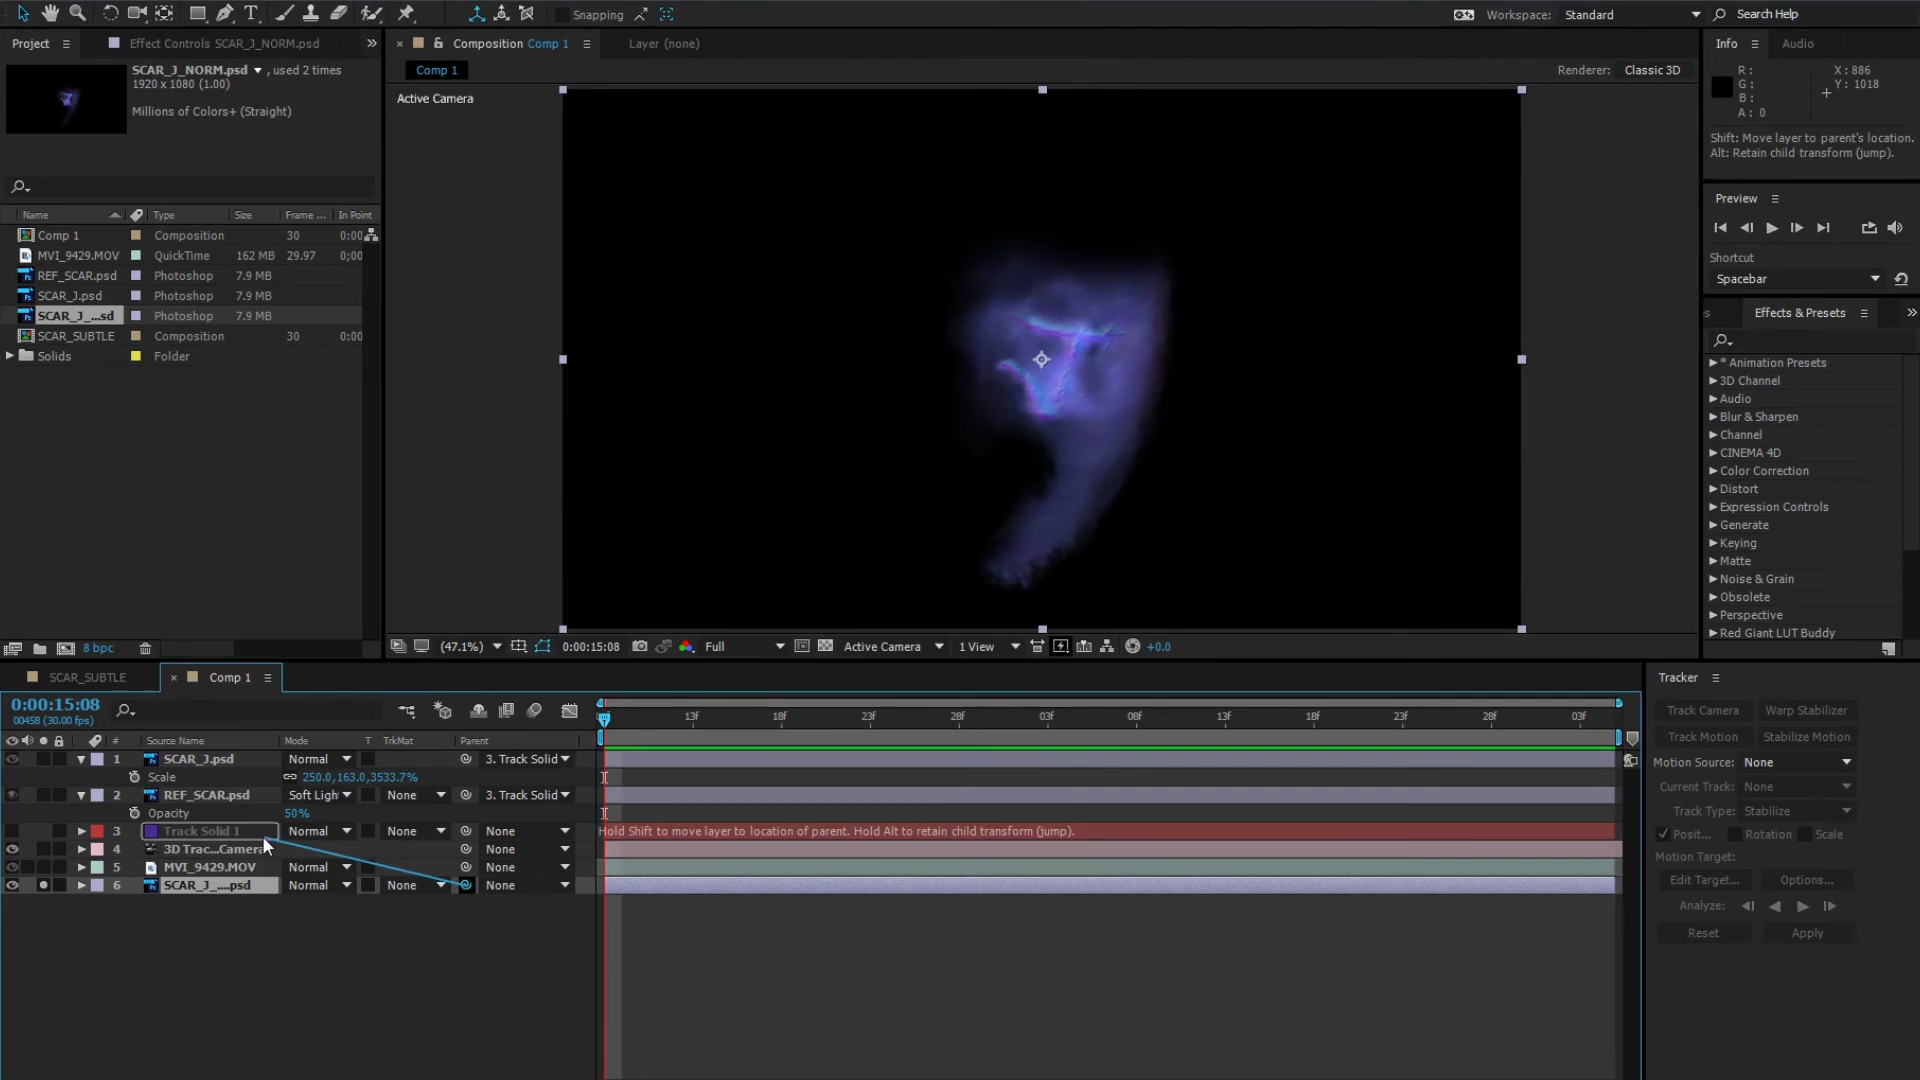 Snapping
Workspace: Standard
Search Help
Project
Effect Controls SCAR_J_NORM.psd
SCAR_J_NORM.psd , used 2 times
1920 x 1080 (1.00)
Millions of Colors+ (Straight)
Name Type Size Frame ... In Point
Comp 1 Composition 30 0:00
MVI_9429.MOV QuickTime 162 MB 29.97 0;00
REF_SCAR.psd Photoshop 7.9 MB
SCAR_J.psd Photoshop 7.9 MB
SCAR_J_...sd Photoshop 7.9 MB
SCAR_SUBTLE Composition 30 0:00
Solids Folder
8 bpc
Composition Comp 1
Layer (none)
Comp 1
Renderer: Classic 3D
Active Camera
(47.1%) 0:00:15:08 Full Active Camera 1 View +0.0
Info Audio
R: X: 886
G: Y: 1018
B:
A: 0
Shift: Move layer to parent's location.
Alt: Retain child transform (jump).
Preview
Shortcut
Spacebar
s Effects & Presets
* Animation Presets
3D Channel
Audio
Blur & Sharpen
Channel
CINEMA 4D
Color Correction
Distort
Expression Controls
Generate
Keying
Matte
Noise & Grain
Obsolete
Perspective
Red Giant LUT Buddy
SCAR_SUBTLE Comp 1
0:00:15:08
00458 (30.00 fps)
13f 18f 23f 28f 03f 08f 13f 18f 23f 28f 03f
# Source Name Mode T TrkMat Parent
1 SCAR_J.psd Normal 3. Track Solid
Scale 250.0,163.0,3533.7%
2 REF_SCAR.psd Soft Ligh None 3. Track Solid
Opacity 50%
3 Track Solid 1 Normal None None Hold Shift to move layer to location of parent. Hold Alt to retain child transform (jump).
4 3D Trac...Camera None
5 MVI_9429.MOV Normal None
6 SCAR_J_....psd Normal None None
Tracker
Track Camera Warp Stabilizer
Track Motion Stabilize Motion
Motion Source: None
Current Track: None
Track Type: Stabilize
Posit... Rotation Scale
Motion Target:
Edit Target... Options...
Analyze:
Reset Apply